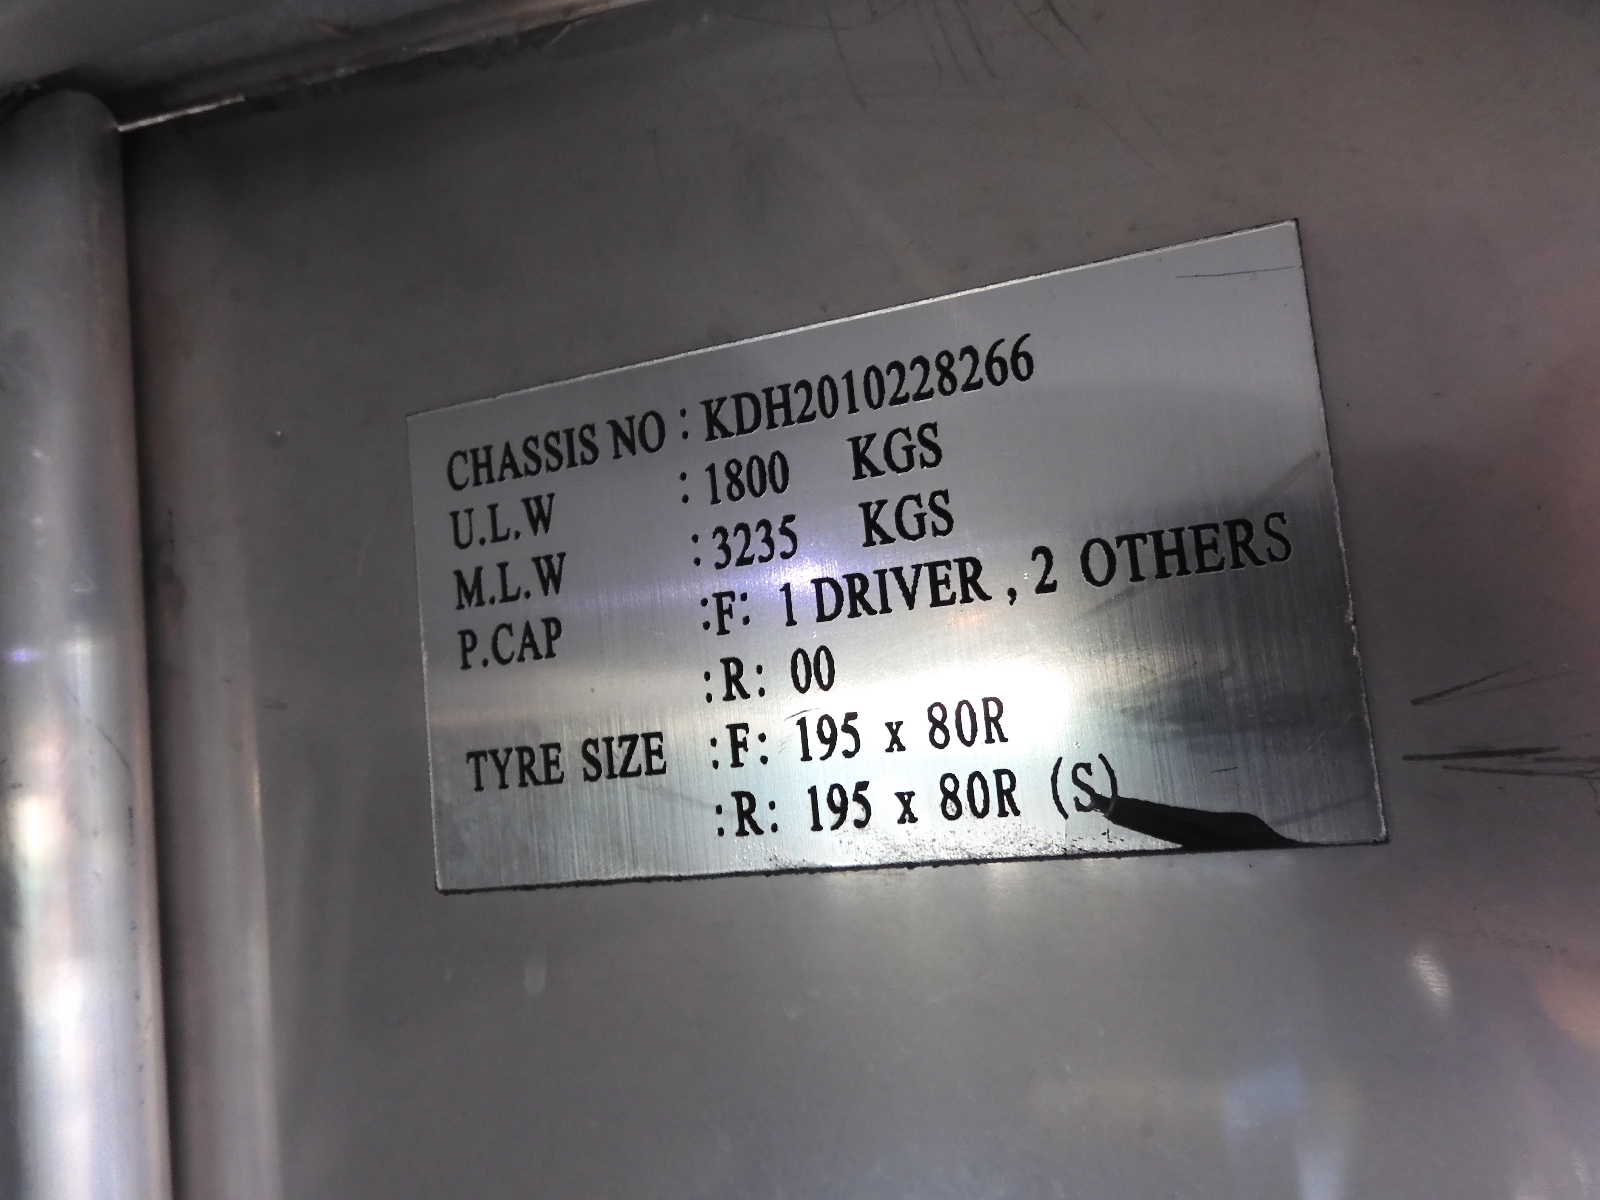 CHASSIS NO : KDH2010228266
U.L.W : 1800 KGS
M.L.W : 3235 KGS
P.CAP :F: 1 DRIVER , 2 OTHERS
:R: 00
TYRE SIZE :F: 195 x 80R
:R: 195 x 80R (S)